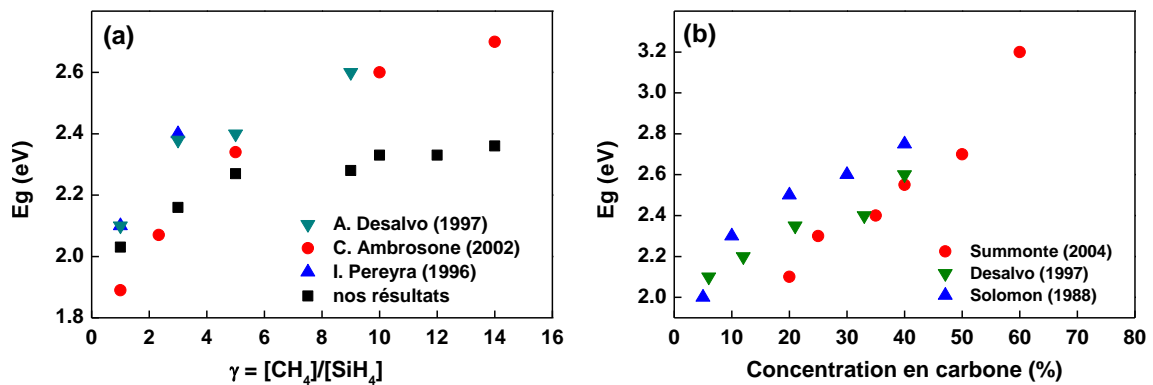 (a)
Eg (eV)
2.6
2.4
2.2
2.0
1.8
0 2 4 6 8 10 12 14 16
γ = [CH₄]/[SiH₄]
A. Desalvo (1997)
C. Ambrosone (2002)
I. Pereyra (1996)
nos résultats
(b)
Eg (eV)
3.2
3.0
2.8
2.6
2.4
2.2
2.0
0 10 20 30 40 50 60 70 80
Concentration en carbone (%)
Summonte (2004)
Desalvo (1997)
Solomon (1988)